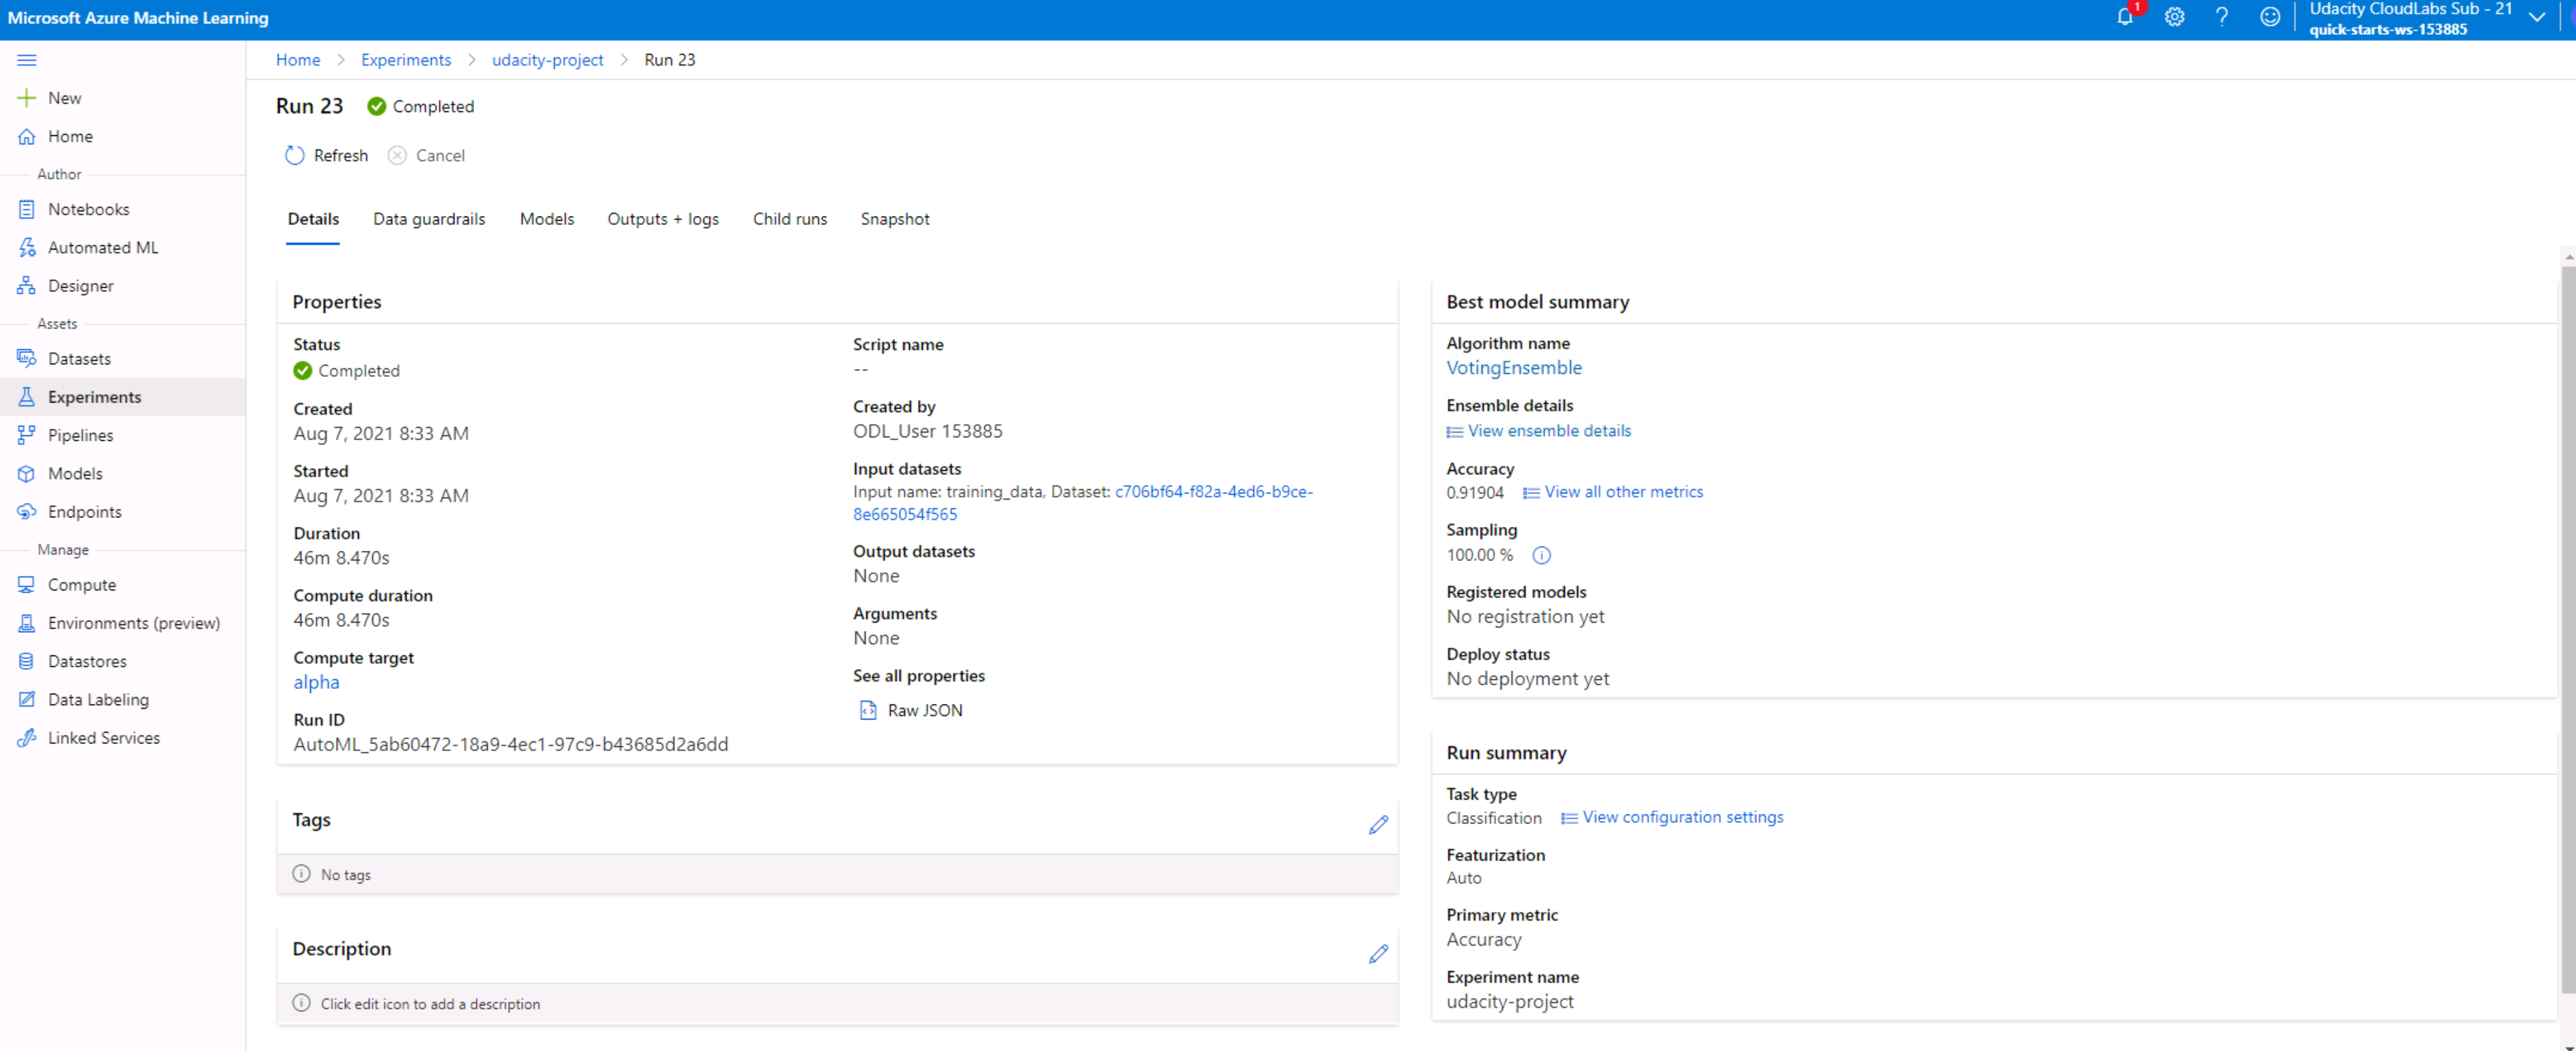 Microsoft Azure Machine Learning
1
Udacity CloudLabs Sub - 21
quick-starts-ws-153885
New
Home
Author
Notebooks
Automated ML
Designer
Assets
Datasets
Experiments
Pipelines
Models
Endpoints
Manage
Compute
Environments (preview)
Datastores
Data Labeling
Linked Services
Home > Experiments > udacity-project > Run 23
Run 23 Completed
Refresh Cancel
Details Data guardrails Models Outputs + logs Child runs Snapshot
Properties
Status
Completed
Created
Aug 7, 2021 8:33 AM
Started
Aug 7, 2021 8:33 AM
Duration
46m 8.470s
Compute duration
46m 8.470s
Compute target
alpha
Run ID
AutoML_5ab60472-18a9-4ec1-97c9-b43685d2a6dd
Script name
--
Created by
ODL_User 153885
Input datasets
Input name: training_data, Dataset: c706bf64-f82a-4ed6-b9ce-
8e665054f565
Output datasets
None
Arguments
None
See all properties
Raw JSON
Tags
No tags
Description
Click edit icon to add a description
Best model summary
Algorithm name
VotingEnsemble
Ensemble details
View ensemble details
Accuracy
0.91904 View all other metrics
Sampling
100.00 %
Registered models
No registration yet
Deploy status
No deployment yet
Run summary
Task type
Classification View configuration settings
Featurization
Auto
Primary metric
Accuracy
Experiment name
udacity-project